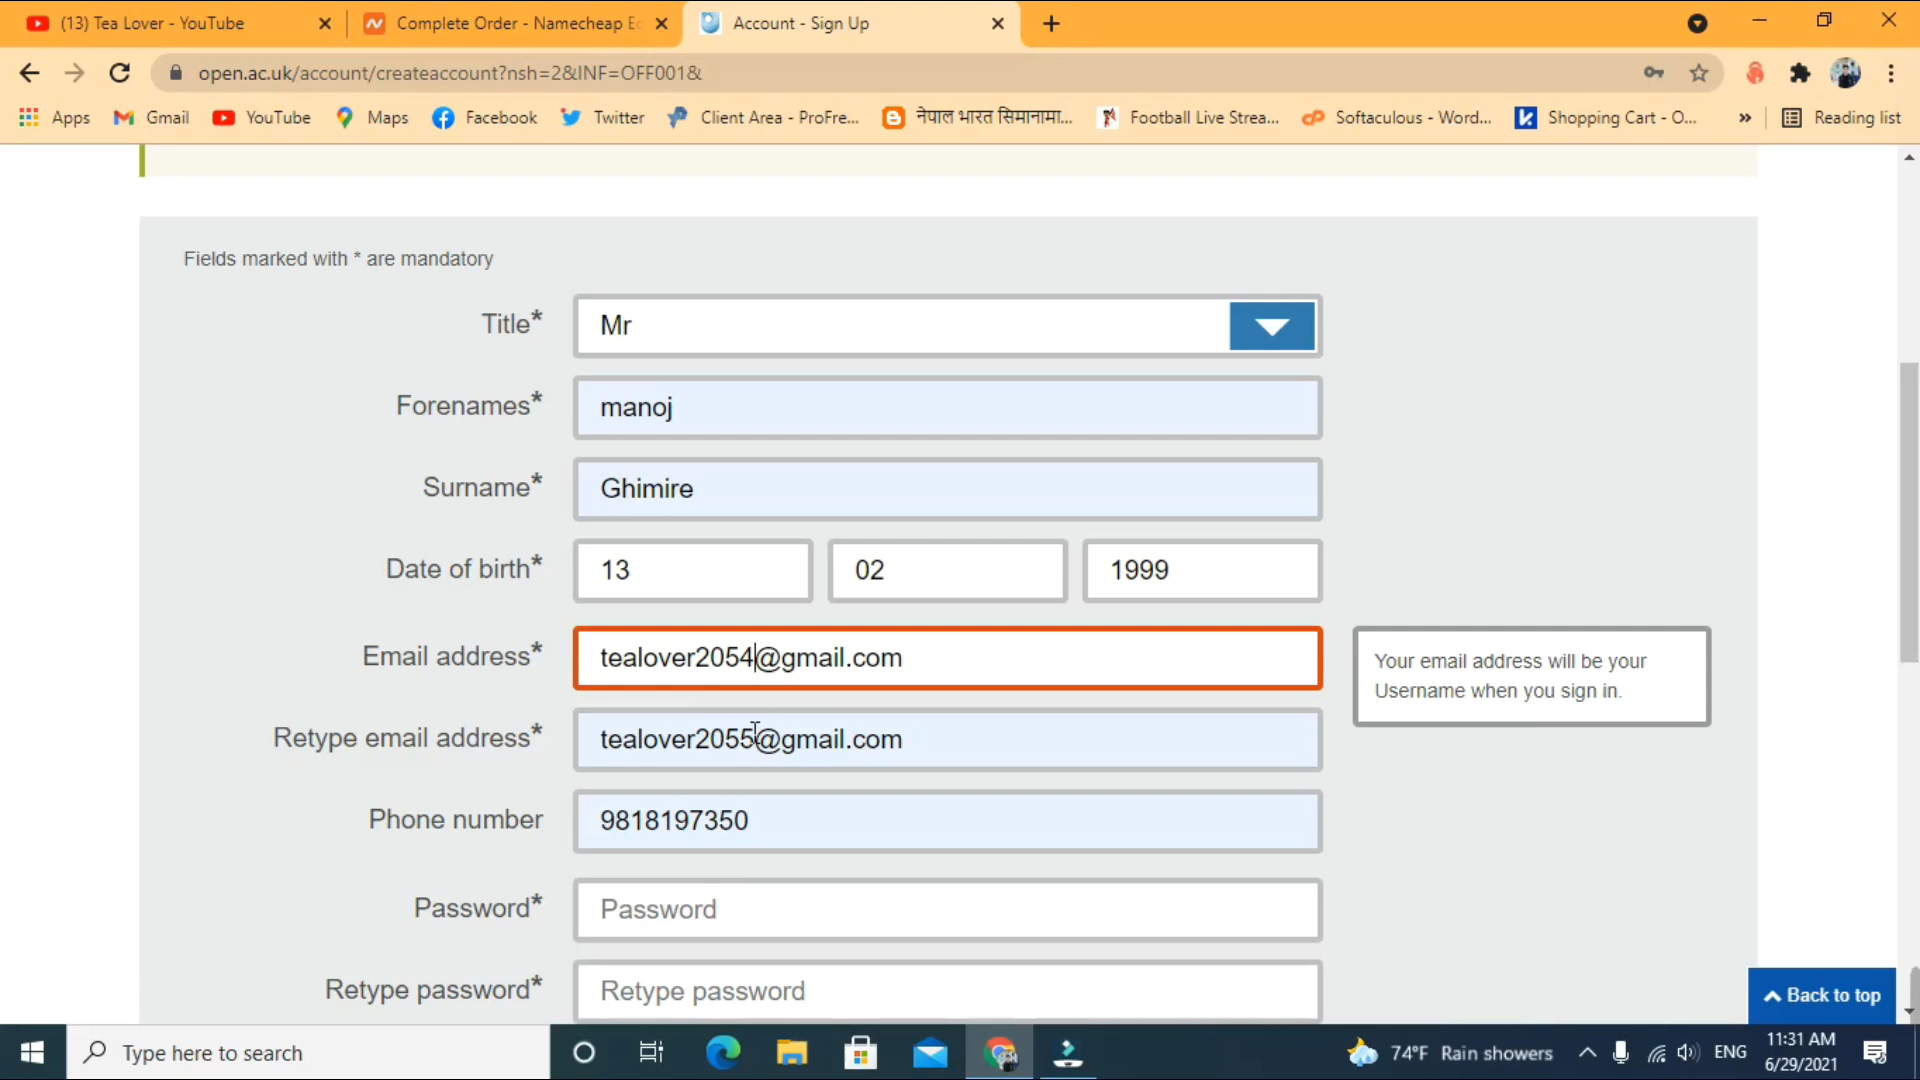 (13) Tea Lover - YouTube
Complete Order - Namecheap E
Account - Sign Up
open.ac.uk/account/createaccount?nsh=2&INF=OFF001&
Apps
Gmail
YouTube
Maps
Facebook
Twitter
Client Area - ProFre...
नेपाल भारत सिमानामा...
Football Live Strea...
Softaculous - Word...
Shopping Cart - O...
»
Reading list
Fields marked with * are mandatory
Title*
Mr
Forenames*
manoj
Surname*
Ghimire
Date of birth*
13
02
1999
Email address*
tealover2054@gmail.com
Your email address will be your
Username when you sign in.
Retype email address*
tealover2055@gmail.com
Phone number
9818197350
Password*
Password
Retype password*
Retype password
Back to top
Type here to search
74°F Rain showers
ENG
11:31 AM
6/29/2021